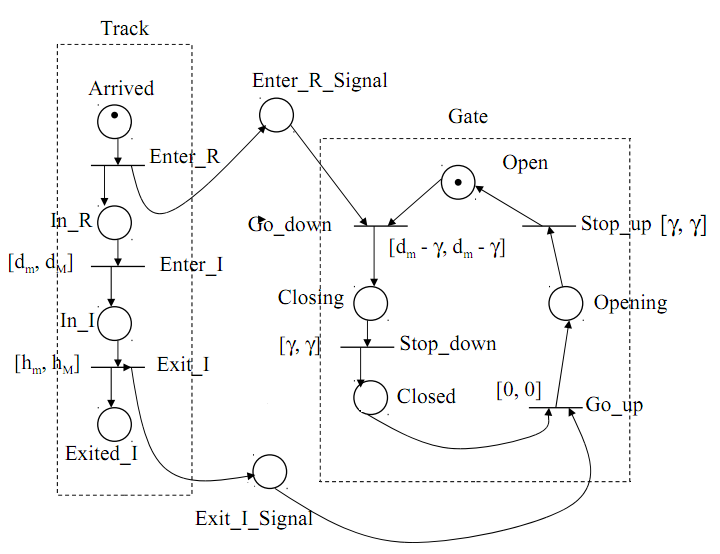 Track
Arrived
Enter_R_Signal
Gate
Enter_R
Open
In_R
Go_down
Stop_up [γ, γ]
[dm - γ, dm - γ]
[dm, dM]
Enter_I
Closing
Opening
In_I
[γ, γ]
Stop_down
[hm, hM]
Exit_I
[0, 0]
Closed
Go_up
Exited_I
Exit_I_Signal